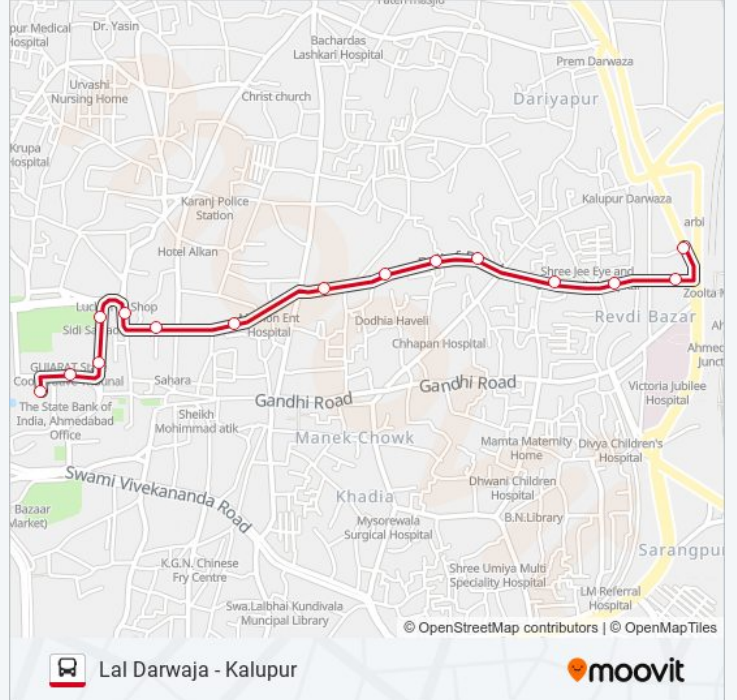 Dr. Yasin
pur Medical
Hospital
Bachardas
Lashkari Hospital
Prem Darwaza
Urvashi
Nursing Home
Christ church
Dariyapur
Krupa
Hospital
Karanj Police
Station
Kalupur Darwaza
arbi
Hotel Alkan
Shree Jee Eye and
Zoolta
Shop
Sidi Sa
Ent
Hospital
Dodhia Haveli
Revdi Bazar
Chhapan Hospital
GUJARAT S
Sahara
Gandhi Road
Gandhi Road
Victoria Jubilee
Hospital
The State Bank of
India, Ahmedabad
Office
Sheikh
Mohimmad atik
Manek Chowk
Mamta Maternity
Home
Divya Children's
Hospital
Swami Vivekananda Road
Dhwani Children
Hospital
Khadia
Bazaar
Market)
Mysorewala
Surgical Hospital
B.N.Library
Sarangpu
K.G.N. Chinese
Fry Centre
Shree Umiya Multi
Speciality Hospital
LM Referral
Hospital
Swa.Lalbhai Kundivala
Muncipal Library
© OpenStreetMap contributors | © OpenMapTiles
Lal Darwaja - Kalupur
moovit